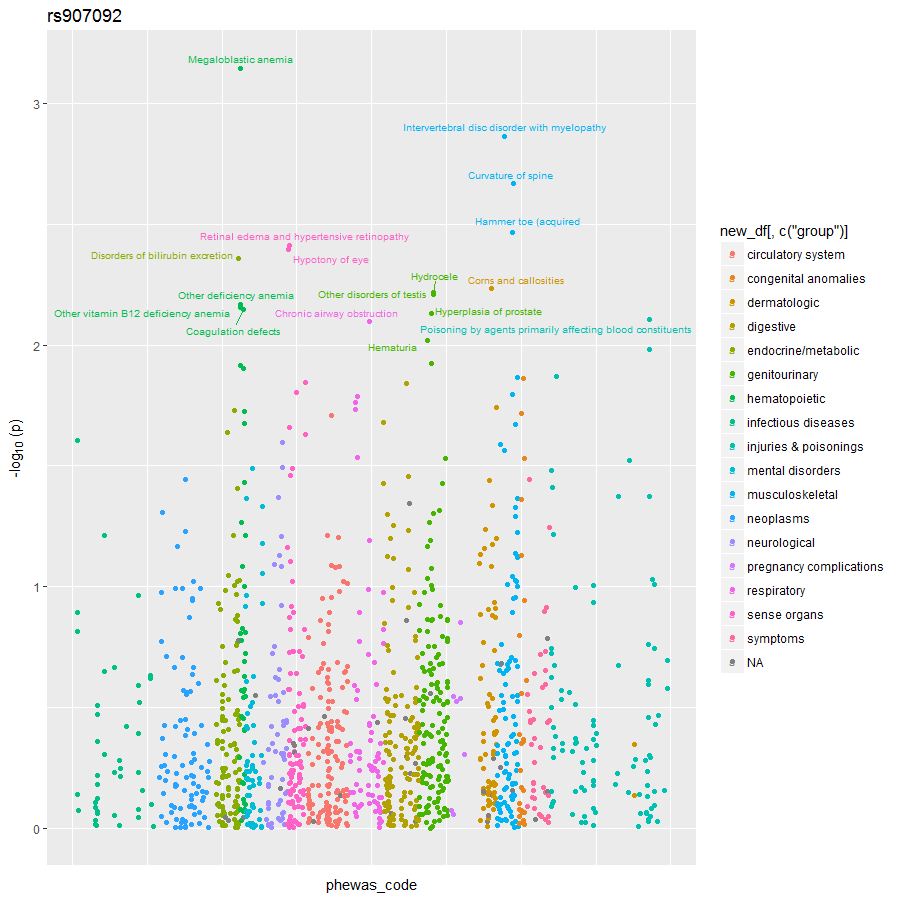 rs907092
Megaloblastic anemia
3
Intervertebral disc disorder with myelopathy
Curvature of spine
Hammer toe (acquired
Retinal edema and hypertensive retinopathy
Disorders of bilirubin excretion
Hypotony of eye
Hydrocele
Corns and callosities
Other deficiency anemia
Other disorders of testis
Other vitamin B12 deficiency anemia
Chronic airway obstruction
Hyperplasia of prostate
Coagulation defects
Poisoning by agents primarily affecting blood constituents
Hematuria
2
1
0
-log10 (p)
phewas_code
new_df[, c("group")]
circulatory system
congenital anomalies
dermatologic
digestive
endocrine/metabolic
genitourinary
hematopoietic
infectious diseases
injuries & poisonings
mental disorders
musculoskeletal
neoplasms
neurological
pregnancy complications
respiratory
sense organs
symptoms
NA